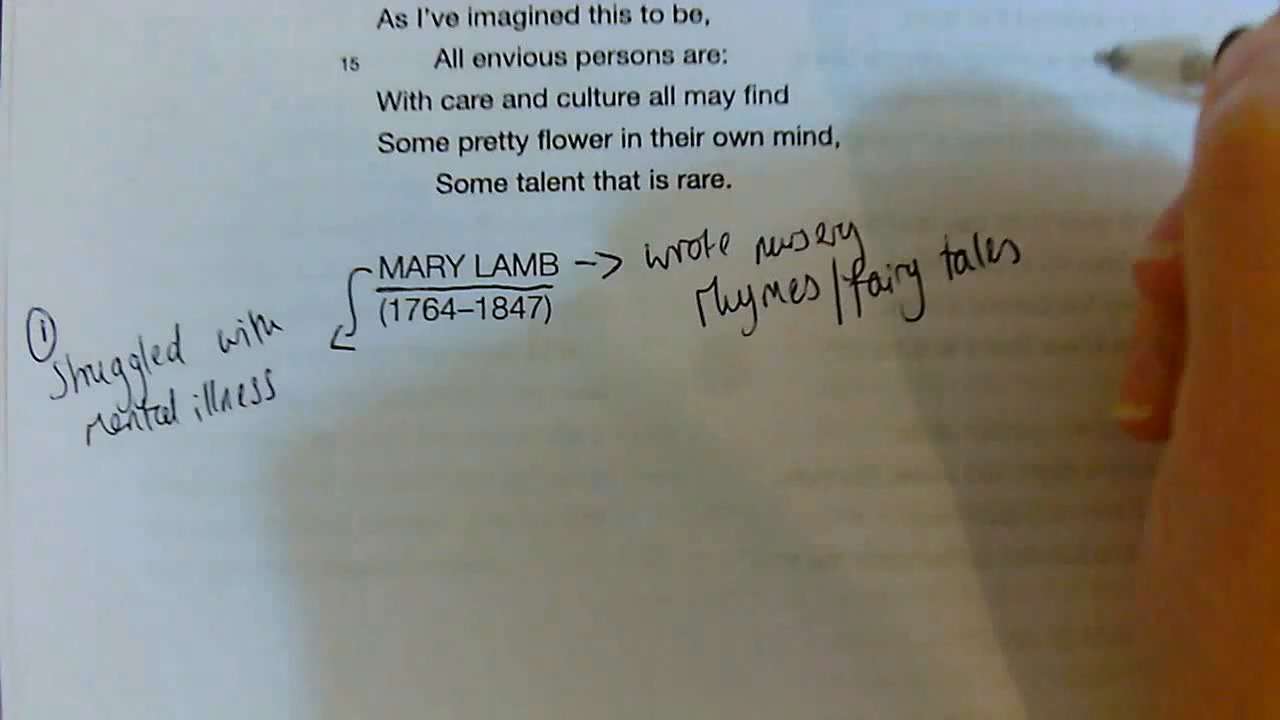 As I've imagined this to be,
15 All envious persons are:
With care and culture all may find
Some pretty flower in their own mind,
Some talent that is rare.
MARY LAMB -> wrote nursery
rhymes/fairy tales
(1764–1847)
① Struggled with
mental illness